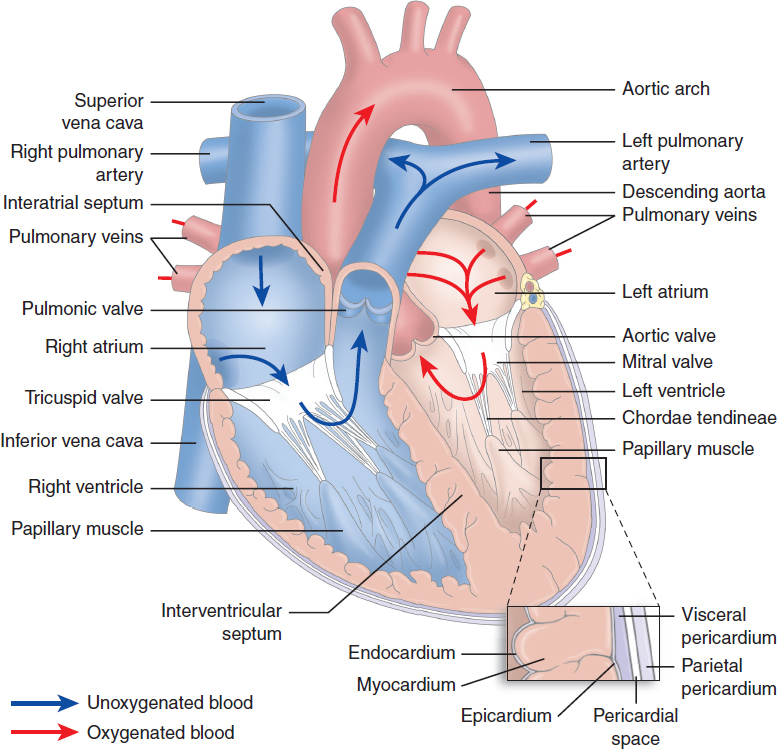 Superior
vena cava
Right pulmonary
artery
Interatrial septum
Pulmonary veins
Pulmonic valve
Right atrium
Tricuspid valve
Inferior vena cava
Right ventricle
Papillary muscle
Interventricular
septum
Aortic arch
Left pulmonary
artery
Descending aorta
Pulmonary veins
Left atrium
Aortic valve
Mitral valve
Left ventricle
Chordae tendineae
Papillary muscle
Endocardium
Myocardium
Epicardium
Pericardial
space
Visceral
pericardium
Parietal
pericardium
Unoxygenated blood
Oxygenated blood